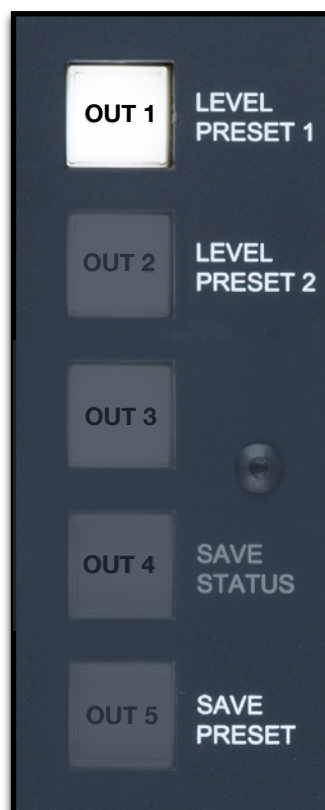 OUT 1
LEVEL
PRESET 1
OUT 2
LEVEL
PRESET 2
OUT 3
OUT 4
SAVE
STATUS
OUT 5
SAVE
PRESET